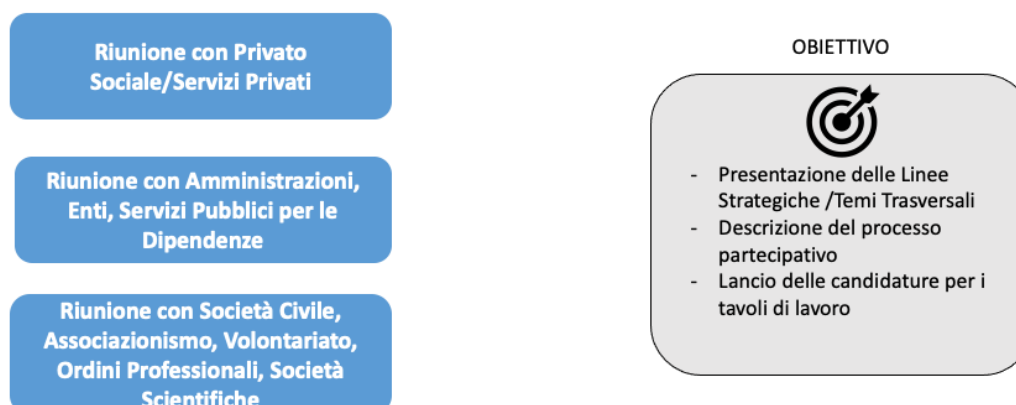 Riunione con Privato
Sociale/Servizi Privati
Riunione con Amministrazioni,
Enti, Servizi Pubblici per le
Dipendenze
Riunione con Società Civile,
Associazionismo, Volontariato,
Ordini Professionali, Società
Scientifiche
OBIETTIVO
- Presentazione delle Linee
Strategiche /Temi Trasversali
- Descrizione del processo
partecipativo
- Lancio delle candidature per i
tavoli di lavoro